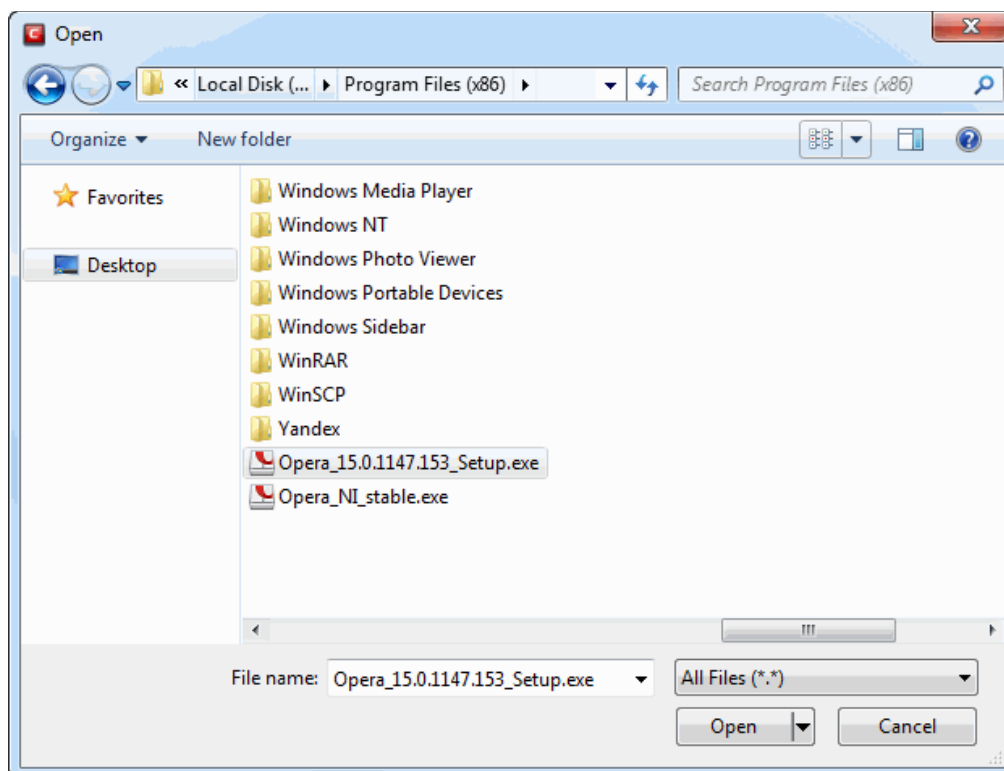 Open
« Local Disk (... ▸ Program Files (x86) ▸ Search Program Files (x86)
Organize New folder
Favorites
Desktop
Windows Media Player
Windows NT
Windows Photo Viewer
Windows Portable Devices
Windows Sidebar
WinRAR
WinSCP
Yandex
Opera_15.0.1147.153_Setup.exe
Opera_NI_stable.exe
File name: Opera_15.0.1147.153_Setup.exe All Files (*.*)
Open Cancel